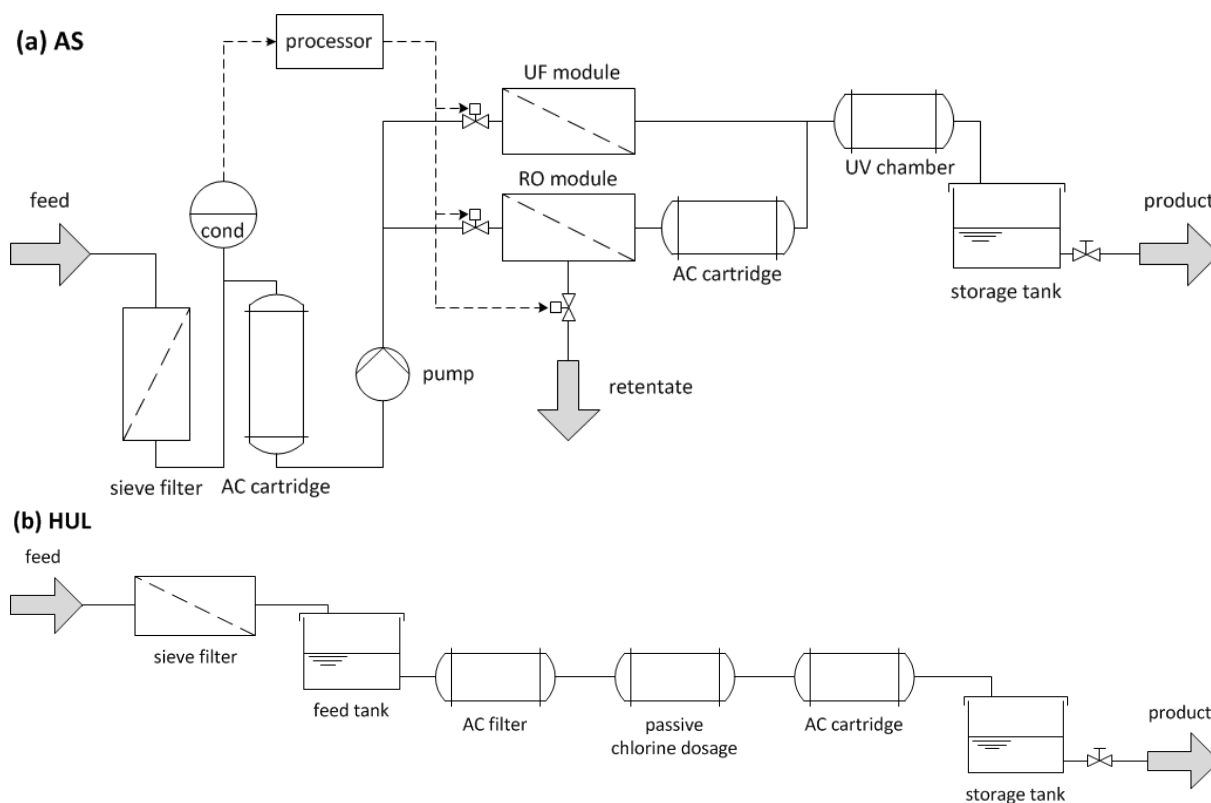 (a) AS
processor
UF module
feed
cond
RO module
UV chamber
product
AC cartridge
storage tank
pump
retentate
sieve filter
AC cartridge
(b) HUL
feed
sieve filter
feed tank
AC filter
passive
chlorine dosage
AC cartridge
product
storage tank